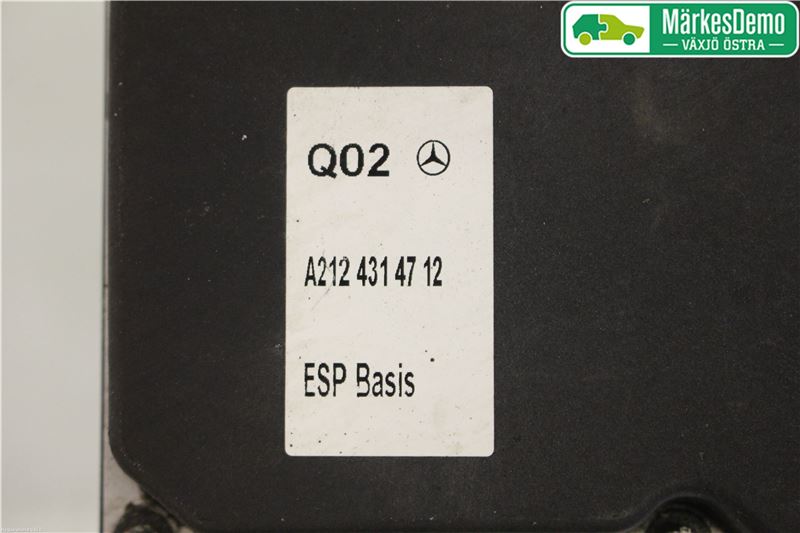 MärkesDemo
VÄXJÖ ÖSTRA
Q02
A212 431 47 12
ESP Basis